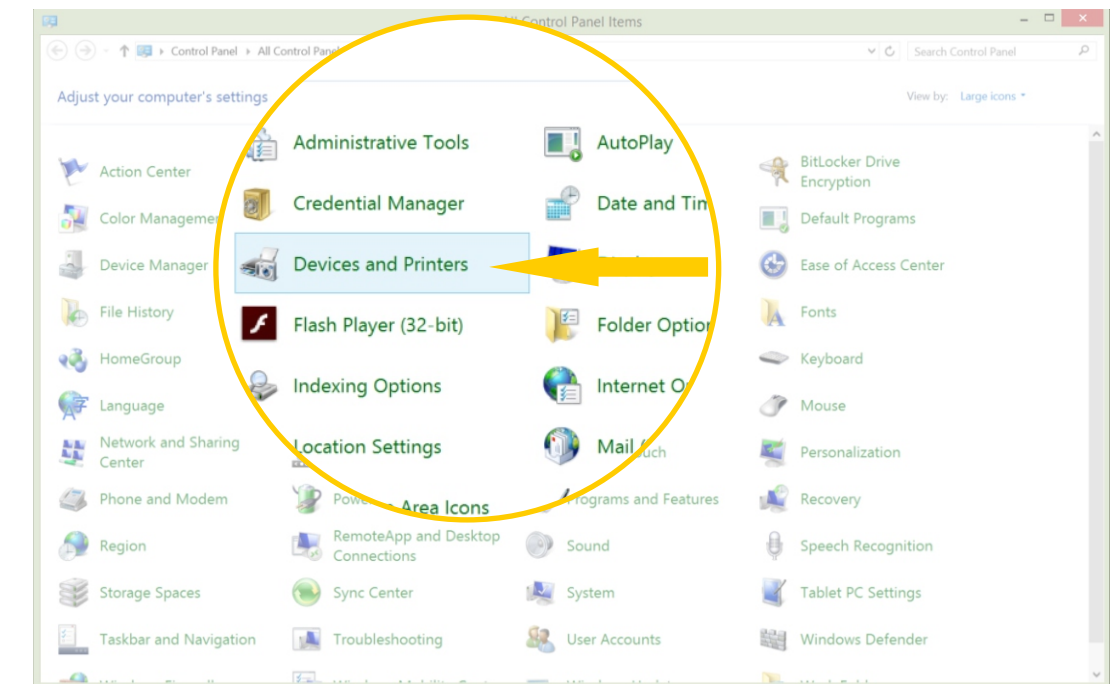 Control Panel Items
Control Panel All Control Panel
Search Control Panel
Adjust your computer's settings
View by: Large icons
Administrative Tools
AutoPlay
Action Center
BitLocker Drive
Encryption
Credential Manager
Date and Tim
Color Managemen
Default Programs
Devices and Printers
Device Manager
Ease of Access Center
File History
Flash Player (32-bit)
Folder Option
Fonts
HomeGroup
Keyboard
Indexing Options
Internet O
Language
Mouse
Network and Sharing
Center
Location Settings
Mail
Personalization
Phone and Modem
Area Icons
Programs and Features
Recovery
Region
RemoteApp and Desktop
Connections
Sound
Speech Recognition
Storage Spaces
Sync Center
System
Tablet PC Settings
Taskbar and Navigation
Troubleshooting
User Accounts
Windows Defender